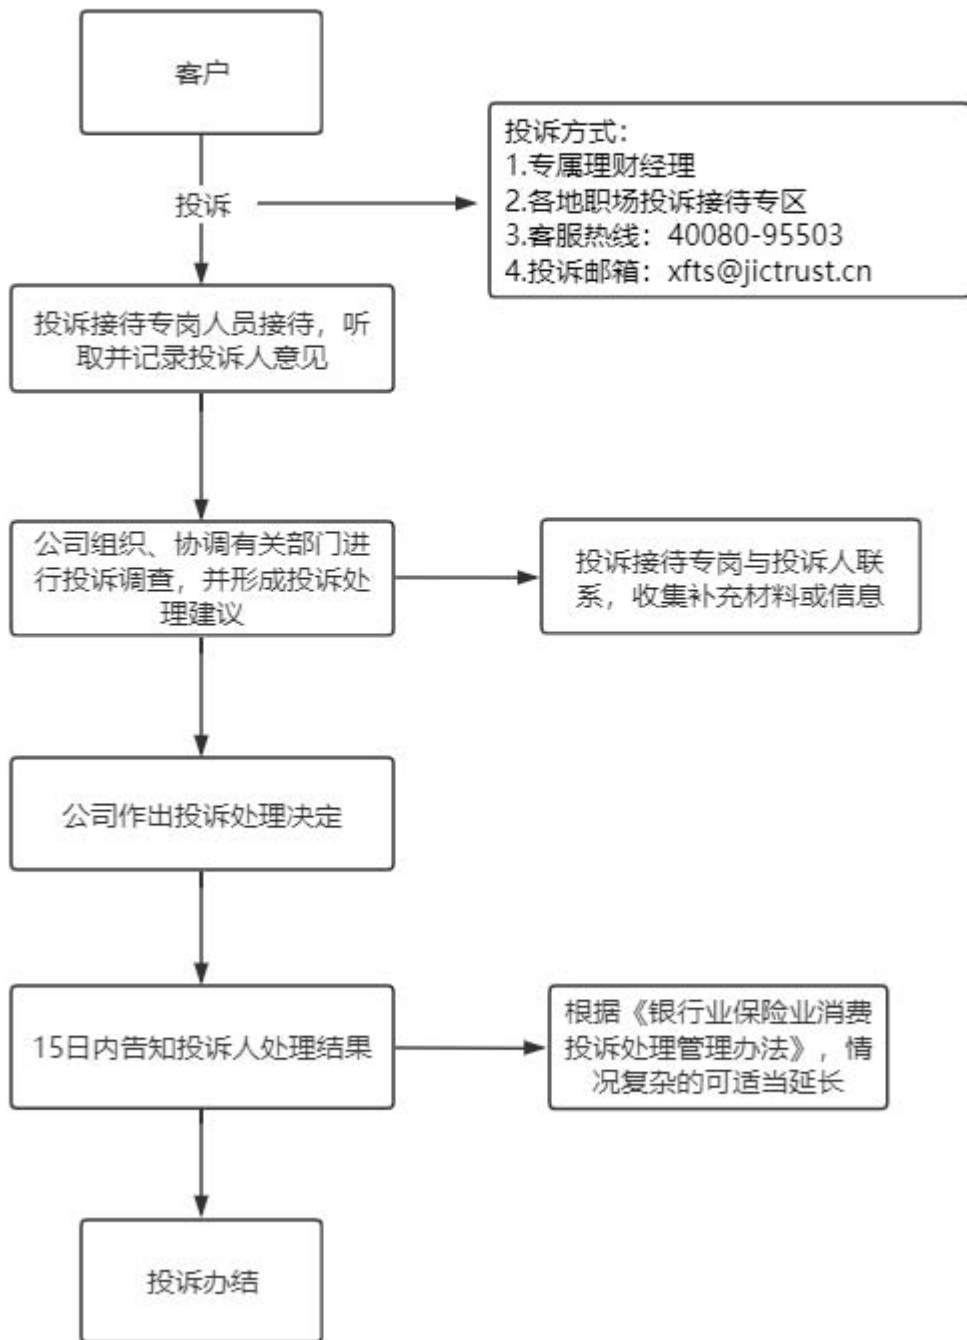 客户
投诉
投诉方式：
1.专属理财经理
2.各地职场投诉接待专区
3.客服热线：40080-95503
4.投诉邮箱：xfts@jictrust.cn
投诉接待专岗人员接待，听
取并记录投诉人意见
公司组织、协调有关部门进
行投诉调查，并形成投诉处
理建议
投诉接待专岗与投诉人联
系，收集补充材料或信息
公司作出投诉处理决定
15日内告知投诉人处理结果
根据《银行业保险业消费
投诉处理管理办法》，情
况复杂的可适当延长
投诉办结